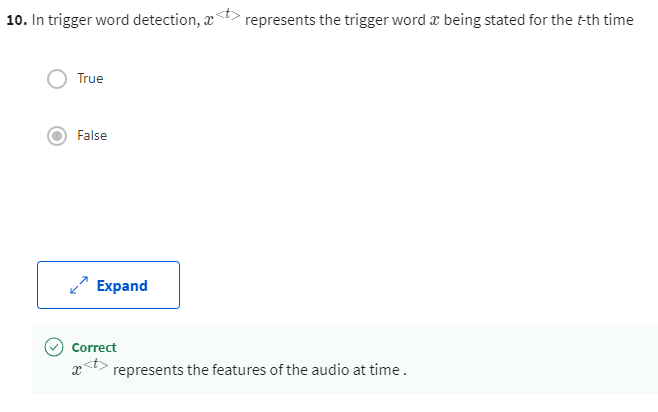 10. In trigger word detection, x<t> represents the trigger word x being stated for the t-th time
True
False
Expand
Correct
x<t> represents the features of the audio at time .